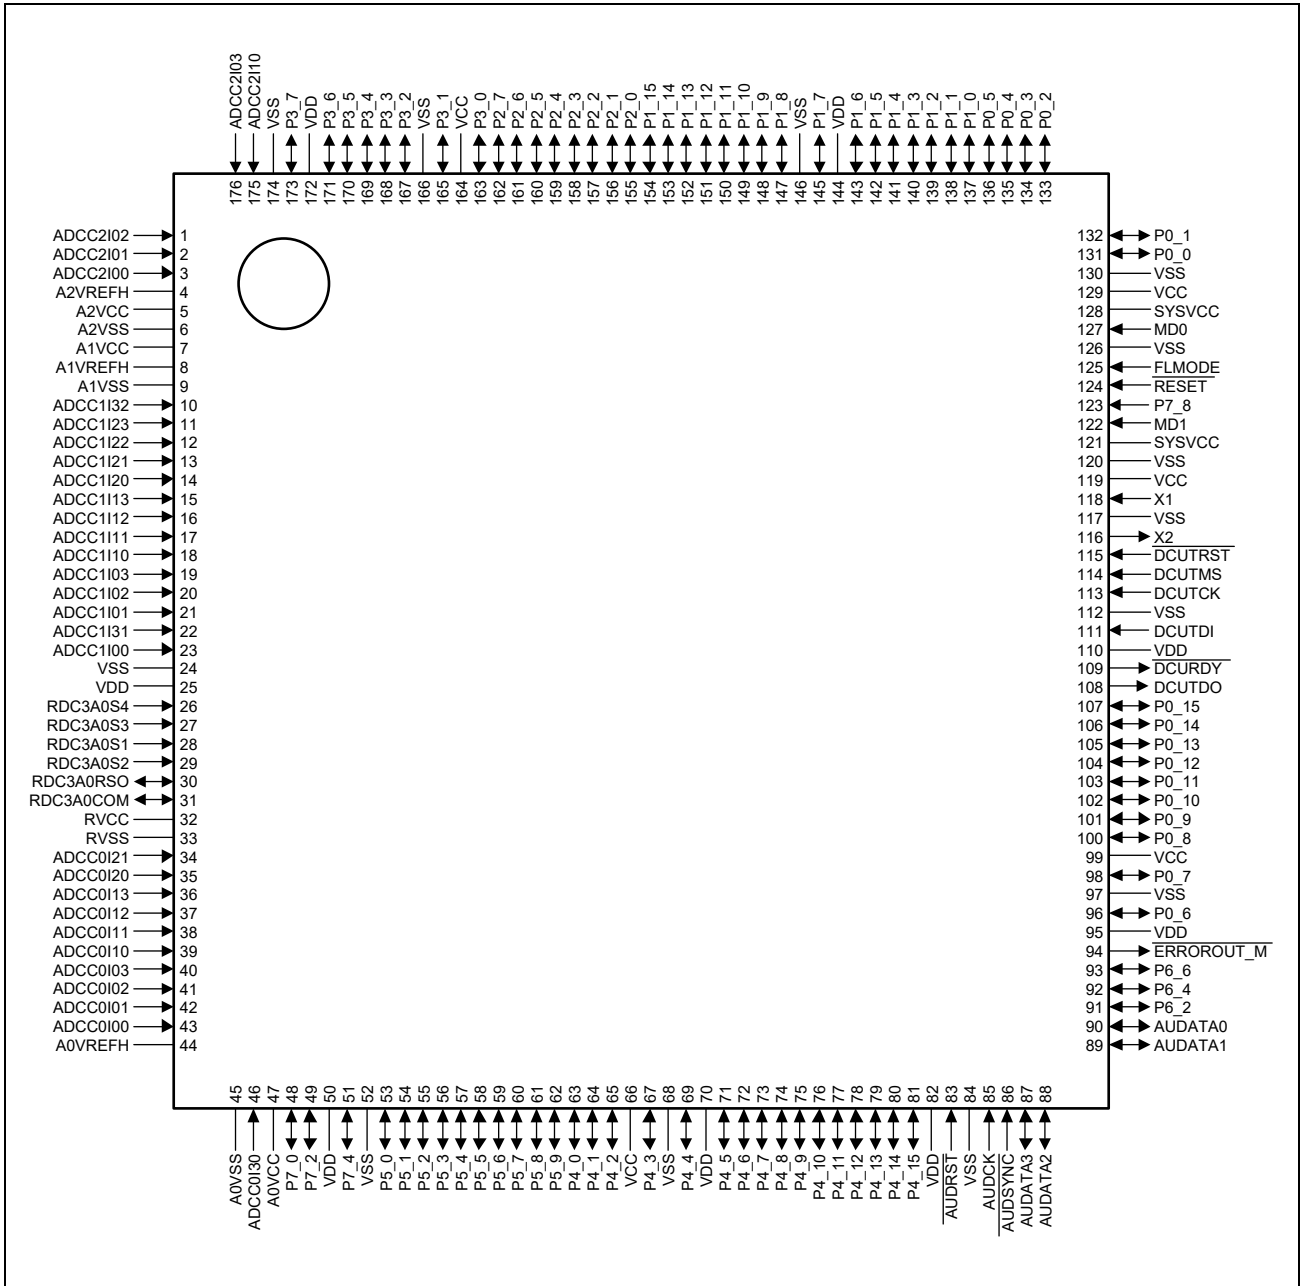 ADCC2I03
ADCC2I10
VSS
P3_7
VDD
P3_6
P3_5
P3_4
P3_3
P3_2
VSS
P3_1
VCC
P3_0
P2_7
P2_6
P2_5
P2_4
P2_3
P2_2
P2_1
P2_0
P1_15
P1_14
P1_13
P1_12
P1_11
P1_10
P1_9
P1_8
VSS
P1_7
VDD
P1_6
P1_5
P1_4
P1_3
P1_2
P1_1
P1_0
P0_5
P0_4
P0_3
P0_2
176
175
174
173
172
171
170
169
168
167
166
165
164
163
162
161
160
159
158
157
156
155
154
153
152
151
150
149
148
147
146
145
144
143
142
141
140
139
138
137
136
135
134
133
ADCC2I02 1
ADCC2I01 2
ADCC2I00 3
A2VREFH 4
A2VCC 5
A2VSS 6
A1VCC 7
A1VREFH 8
A1VSS 9
ADCC1I32 10
ADCC1I23 11
ADCC1I22 12
ADCC1I21 13
ADCC1I20 14
ADCC1I13 15
ADCC1I12 16
ADCC1I11 17
ADCC1I10 18
ADCC1I03 19
ADCC1I02 20
ADCC1I01 21
ADCC1I31 22
ADCC1I00 23
VSS 24
VDD 25
RDC3A0S4 26
RDC3A0S3 27
RDC3A0S1 28
RDC3A0S2 29
RDC3A0RSO 30
RDC3A0COM 31
RVCC 32
RVSS 33
ADCC0I21 34
ADCC0I20 35
ADCC0I13 36
ADCC0I12 37
ADCC0I11 38
ADCC0I10 39
ADCC0I03 40
ADCC0I02 41
ADCC0I01 42
ADCC0I00 43
A0VREFH 44
132 P0_1
131 P0_0
130 VSS
129 VCC
128 SYSVCC
127 MD0
126 VSS
125 FLMODE
124 RESET
123 P7_8
122 MD1
121 SYSVCC
120 VSS
119 VCC
118 X1
117 VSS
116 X2
115 DCUTRST
114 DCUTMS
113 DCUTCK
112 VSS
111 DCUTDI
110 VDD
109 DCURDY
108 DCUTDO
107 P0_15
106 P0_14
105 P0_13
104 P0_12
103 P0_11
102 P0_10
101 P0_9
100 P0_8
99 VCC
98 P0_7
97 VSS
96 P0_6
95 VDD
94 ERROROUT_M
93 P6_6
92 P6_4
91 P6_2
90 AUDATA0
89 AUDATA1
45
46
47
48
49
50
51
52
53
54
55
56
57
58
59
60
61
62
63
64
65
66
67
68
69
70
71
72
73
74
75
76
77
78
79
80
81
82
83
84
85
86
87
88
A0VSS
ADCC0I30
A0VCC
P7_0
P7_2
VDD
P7_4
VSS
P5_0
P5_1
P5_2
P5_3
P5_4
P5_5
P5_6
P5_7
P5_8
P5_9
P4_0
P4_1
P4_2
VCC
P4_3
VSS
P4_4
VDD
P4_5
P4_6
P4_7
P4_8
P4_9
P4_10
P4_11
P4_12
P4_13
P4_14
P4_15
VDD
AUDRST
VSS
AUDCK
AUDSYNC
AUDATA3
AUDATA2